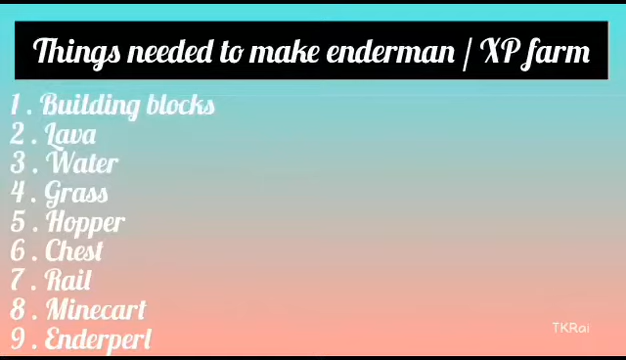 Things needed to make enderman / XP farm
1 . Building blocks
2 . Lava
3 . Water
4 . Grass
5 . Hopper
6 . Chest
7 . Rail
8 . Minecart
9 . Enderperl
TKRai